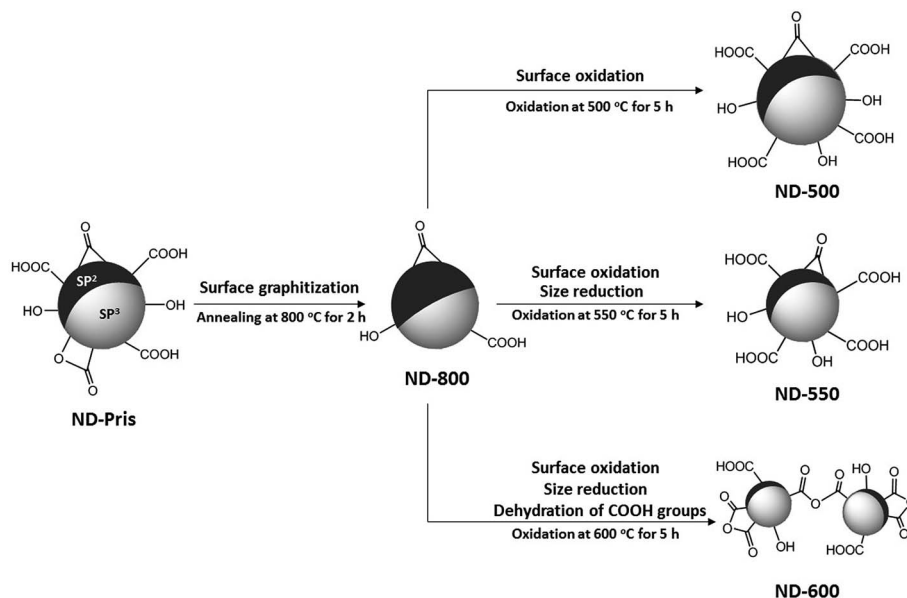 O
HOOC
COOH
HO
OH
HOOC
COOH
OH
ND-500
Surface oxidation
Oxidation at 500 °C for 5 h
O
HOOC
COOH
SP²
HO
OH
SP³
O
COOH
O
ND-Pris
Surface graphitization
Annealing at 800 °C for 2 h
O
HO
COOH
ND-800
Surface oxidation
Size reduction
Oxidation at 550 °C for 5 h
O
HOOC
COOH
HO
HOOC
COOH
OH
ND-550
Surface oxidation
Size reduction
Dehydration of COOH groups
Oxidation at 600 °C for 5 h
HOOC
O
O
HO
O
O
O
O
O
O
OH
HOOC
O
ND-600